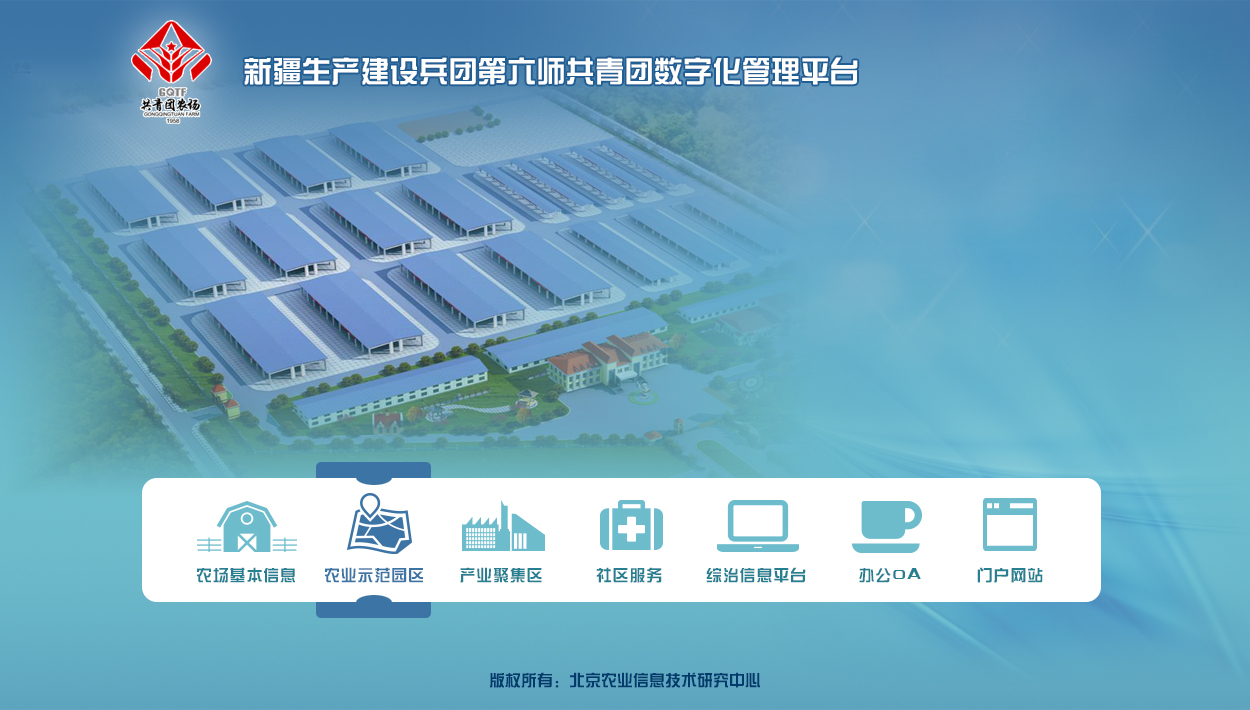 GQTF
共青团农场
GONGQINGTUAN FARM
1958
新疆生产建设兵团第六师共青团数字化管理平台
农场基本信息
农业示范园区
产业聚集区
社区服务
综治信息平台
办公OA
门户网站
版权所有：北京农业信息技术研究中心